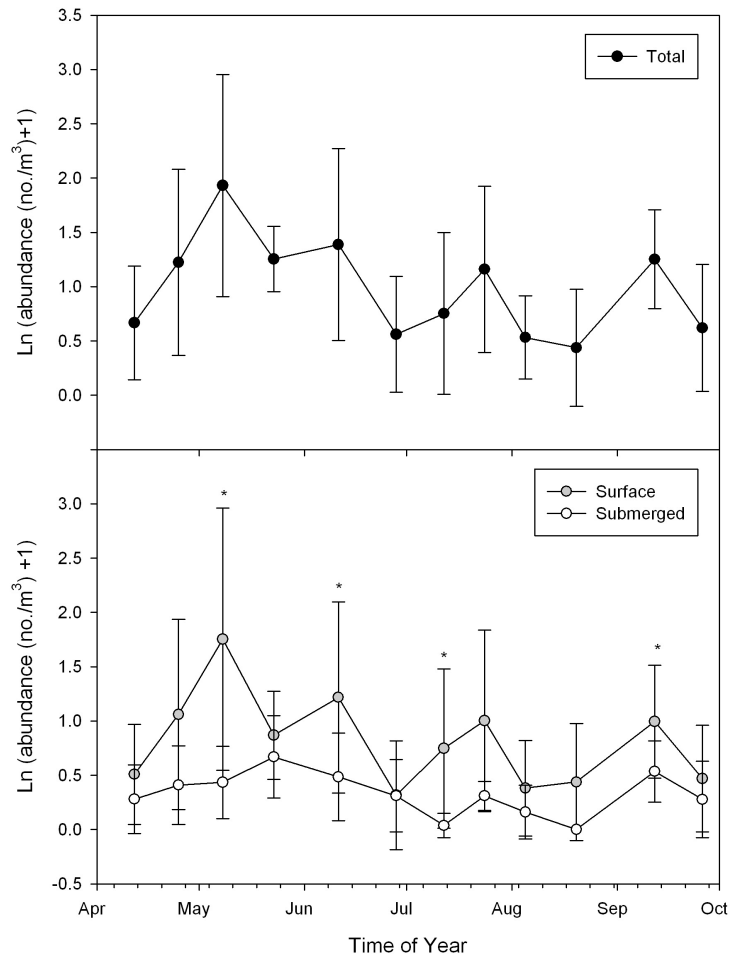 3.5
3.0
2.5
2.0
1.5
1.0
0.5
0.0
Ln (abundance (no./m³)+1)
Total
3.0
2.5
2.0
1.5
1.0
0.5
0.0
-0.5
Ln (abundance (no./m³) +1)
Surface
Submerged
*
*
*
*
Apr May Jun Jul Aug Sep Oct
Time of Year